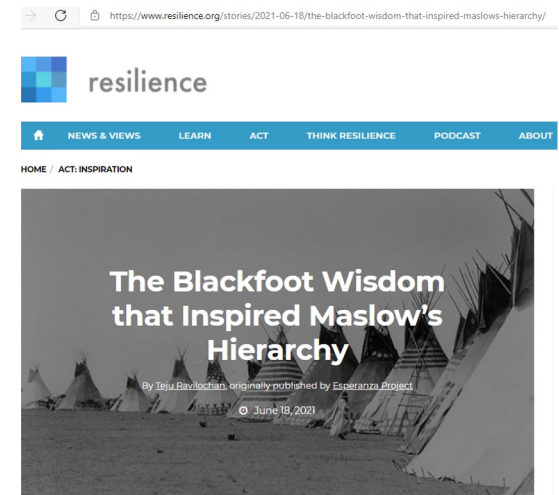 https://www.resilience.org/stories/2021-06-18/the-blackfoot-wisdom-that-inspired-maslows-hierarchy/
resilience
NEWS & VIEWS LEARN ACT THINK RESILIENCE PODCAST ABOUT
HOME / ACT: INSPIRATION
The Blackfoot Wisdom
that Inspired Maslow's
Hierarchy
By Teju Ravilochan, originally published by Esperanza Project
June 18, 2021